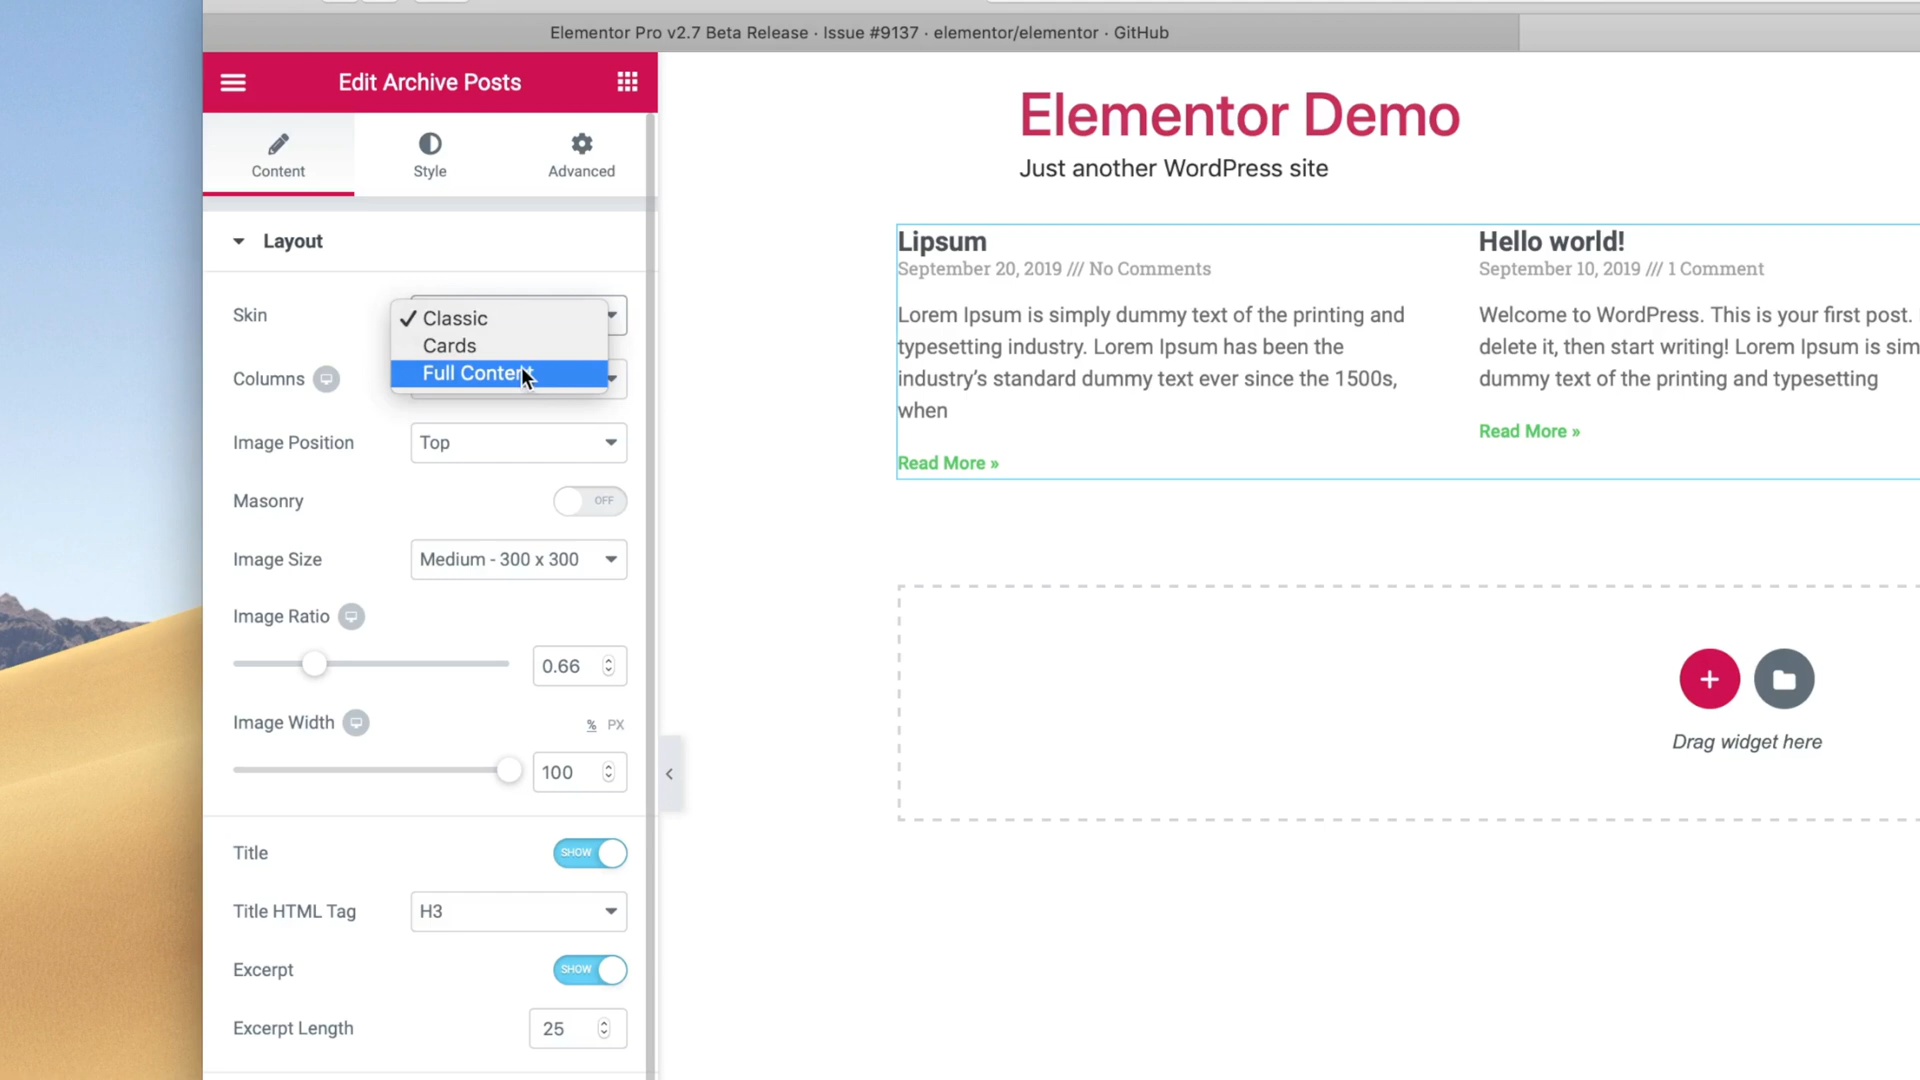 Elementor Pro v2.7 Beta Release · Issue #9137 · elementor/elementor · GitHub
Edit Archive Posts
Content
Style
Advanced
Layout
Skin
Classic
Cards
Full Content
Columns
Image Position
Top
Masonry
OFF
Image Size
Medium - 300 x 300
Image Ratio
0.66
Image Width
% PX
100
Title
SHOW
Title HTML Tag
H3
Excerpt
SHOW
Excerpt Length
25
Elementor Demo
Just another WordPress site
Lipsum
September 20, 2019 /// No Comments
Lorem Ipsum is simply dummy text of the printing and
typesetting industry. Lorem Ipsum has been the
industry’s standard dummy text ever since the 1500s,
when
Read More »
Hello world!
September 10, 2019 /// 1 Comment
Welcome to WordPress. This is your first post.
delete it, then start writing! Lorem Ipsum is sim
dummy text of the printing and typesetting
Read More »
Drag widget here